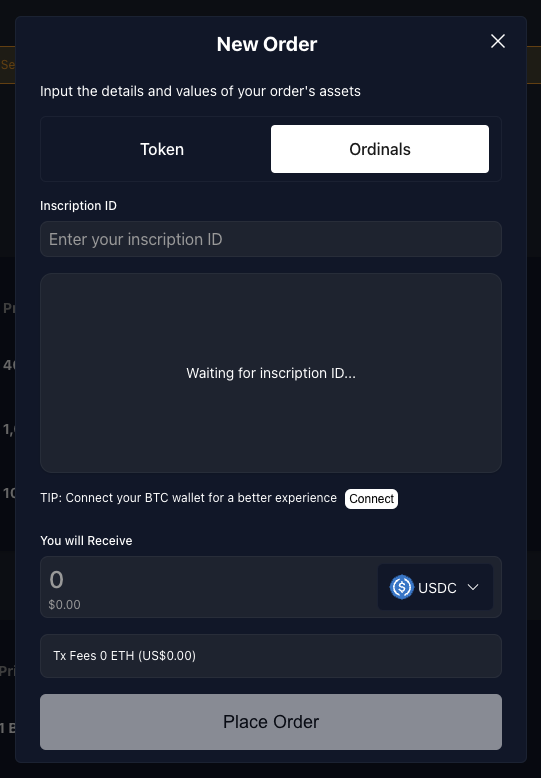 New Order
Se
Input the details and values of your order's assets
Token
Ordinals
Inscription ID
Enter your inscription ID
Waiting for inscription ID...
TIP: Connect your BTC wallet for a better experience
Connect
You will Receive
0
$0.00
USDC
Tx Fees 0 ETH (US$0.00)
Place Order